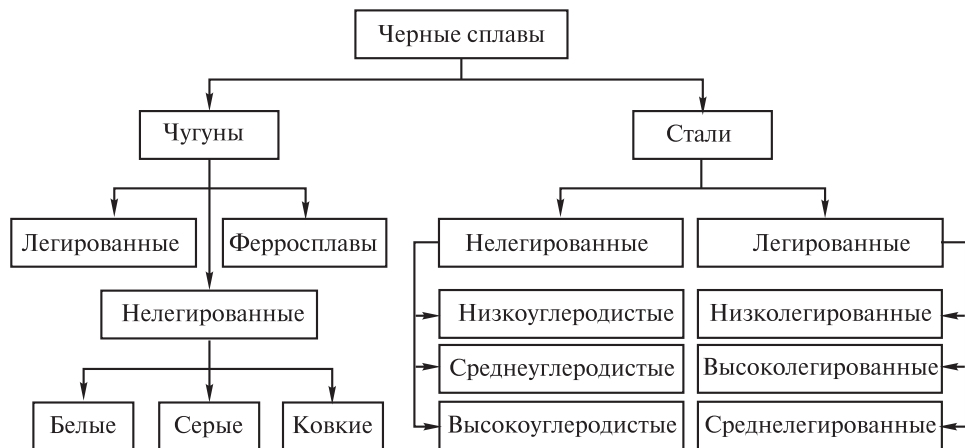 Черные сплавы
Чугуны
Стали
Легированные
Ферросплавы
Нелегированные
Легированные
Нелегированные
Низкоуглеродистые
Низколегированные
Среднеуглеродистые
Высоколегированные
Белые
Серые
Ковкие
Высокоуглеродистые
Среднелегированные